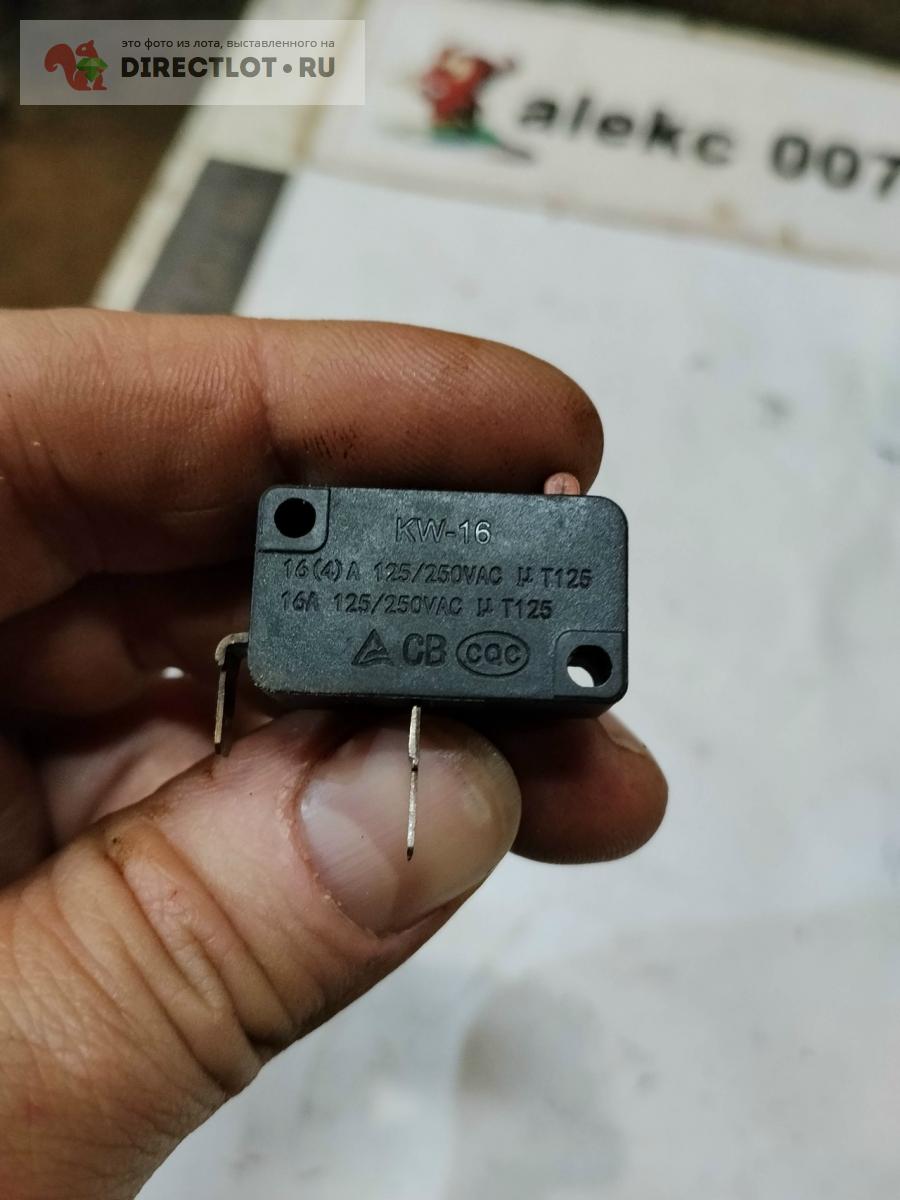 это фото из лота, выставленного на
DIRECTLOT•RU
alekc 007
KW-16
16(4)A 125/250VAC µ T125
16A 125/250VAC µ T125
CB CQC